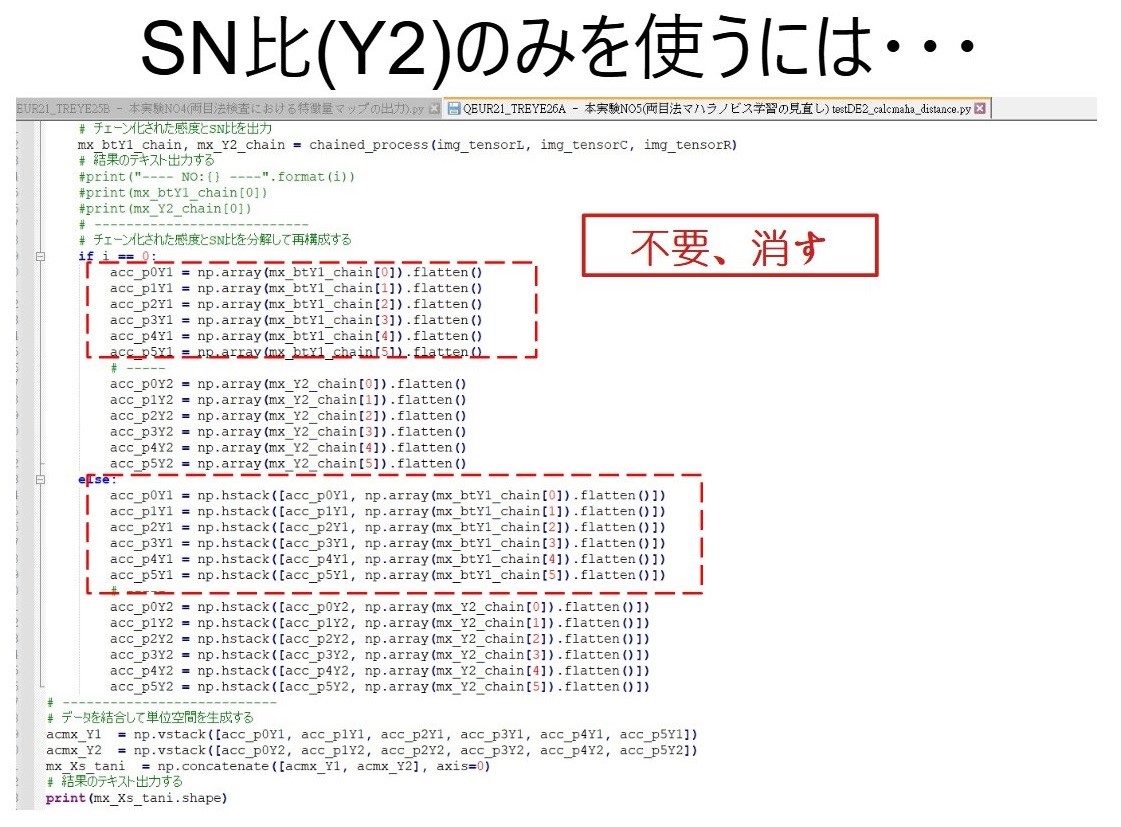 SN比(Y2)のみを使うには・・・
EUR21_TREYE25B - 本実験NO4(両目法検査における特徴量マップの出力).py QEUR21_TREYE26A - 本実験NO5(両目法マハラノビス学習の見直し) testDE2_calcmaha_distance.py
# チェーン化された感度とSN比を出力
mx_btY1_chain, mx_Y2_chain = chained_process(img_tensorL, img_tensorC, img_tensorR)
# 結果のテキスト出力する
#print("---- NO:{} ----".format(i))
#print(mx_btY1_chain[0])
#print(mx_Y2_chain[0])
# ---------------------------
# チェーン化された感度とSN比を分解して再構成する
不要、消す
if i == 0:
acc_p0Y1 = np.array(mx_btY1_chain[0]).flatten()
acc_p1Y1 = np.array(mx_btY1_chain[1]).flatten()
acc_p2Y1 = np.array(mx_btY1_chain[2]).flatten()
acc_p3Y1 = np.array(mx_btY1_chain[3]).flatten()
acc_p4Y1 = np.array(mx_btY1_chain[4]).flatten()
acc_p5Y1 = np.array(mx_btY1_chain[5]).flatten()
# -----
acc_p0Y2 = np.array(mx_Y2_chain[0]).flatten()
acc_p1Y2 = np.array(mx_Y2_chain[1]).flatten()
acc_p2Y2 = np.array(mx_Y2_chain[2]).flatten()
acc_p3Y2 = np.array(mx_Y2_chain[3]).flatten()
acc_p4Y2 = np.array(mx_Y2_chain[4]).flatten()
acc_p5Y2 = np.array(mx_Y2_chain[5]).flatten()
else:
acc_p0Y1 = np.hstack([acc_p0Y1, np.array(mx_btY1_chain[0]).flatten()])
acc_p1Y1 = np.hstack([acc_p1Y1, np.array(mx_btY1_chain[1]).flatten()])
acc_p2Y1 = np.hstack([acc_p2Y1, np.array(mx_btY1_chain[2]).flatten()])
acc_p3Y1 = np.hstack([acc_p3Y1, np.array(mx_btY1_chain[3]).flatten()])
acc_p4Y1 = np.hstack([acc_p4Y1, np.array(mx_btY1_chain[4]).flatten()])
acc_p5Y1 = np.hstack([acc_p5Y1, np.array(mx_btY1_chain[5]).flatten()])
# -----
acc_p0Y2 = np.hstack([acc_p0Y2, np.array(mx_Y2_chain[0]).flatten()])
acc_p1Y2 = np.hstack([acc_p1Y2, np.array(mx_Y2_chain[1]).flatten()])
acc_p2Y2 = np.hstack([acc_p2Y2, np.array(mx_Y2_chain[2]).flatten()])
acc_p3Y2 = np.hstack([acc_p3Y2, np.array(mx_Y2_chain[3]).flatten()])
acc_p4Y2 = np.hstack([acc_p4Y2, np.array(mx_Y2_chain[4]).flatten()])
acc_p5Y2 = np.hstack([acc_p5Y2, np.array(mx_Y2_chain[5]).flatten()])
# ---------------------------
# データを結合して単位空間を生成する
acmx_Y1 = np.vstack([acc_p0Y1, acc_p1Y1, acc_p2Y1, acc_p3Y1, acc_p4Y1, acc_p5Y1])
acmx_Y2 = np.vstack([acc_p0Y2, acc_p1Y2, acc_p2Y2, acc_p3Y2, acc_p4Y2, acc_p5Y2])
mx_Xs_tani = np.concatenate([acmx_Y1, acmx_Y2], axis=0)
# 結果のテキスト出力する
print(mx_Xs_tani.shape)